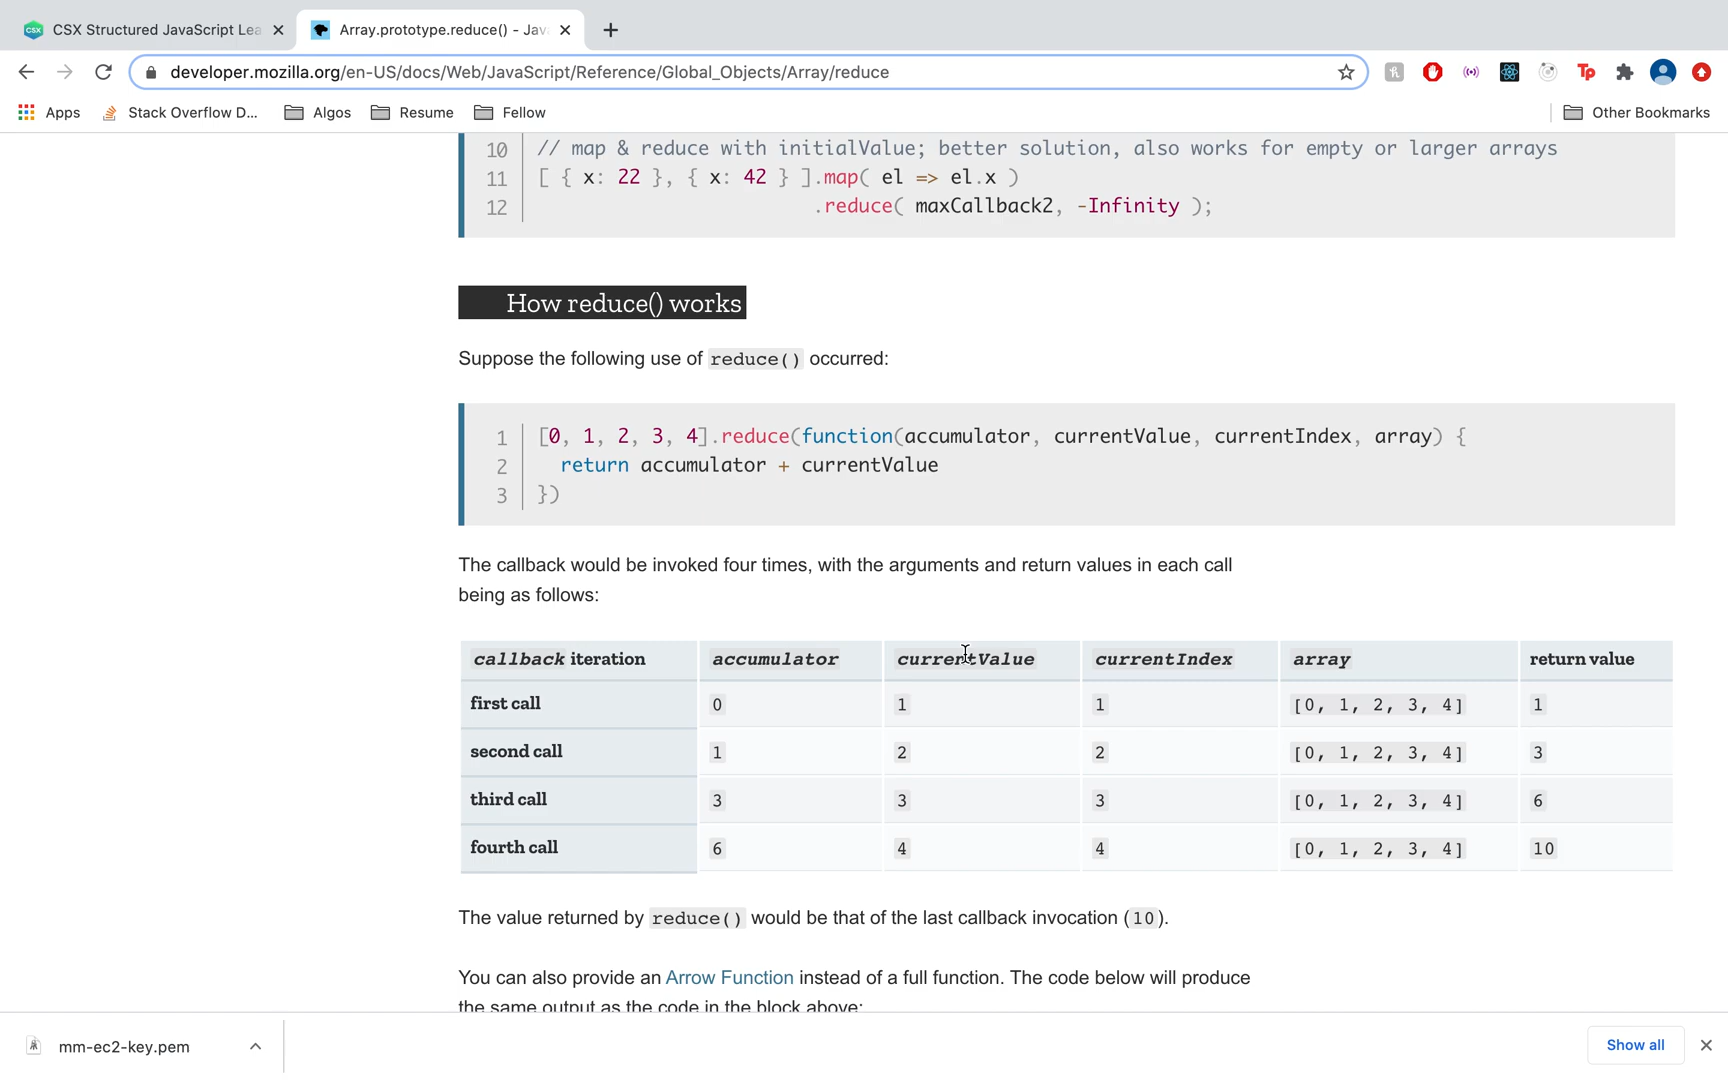 CSX Structured JavaScript Lea
Array.prototype.reduce() - Jav
developer.mozilla.org/en-US/docs/Web/JavaScript/Reference/Global_Objects/Array/reduce
Apps Stack Overflow D... Algos Resume Fellow Other Bookmarks
10 // map & reduce with initialValue; better solution, also works for empty or larger arrays
11 [ { x: 22 }, { x: 42 } ].map( el => el.x )
12 .reduce( maxCallback2, -Infinity );
How reduce() works
Suppose the following use of reduce() occurred:
1 [0, 1, 2, 3, 4].reduce(function(accumulator, currentValue, currentIndex, array) {
2 return accumulator + currentValue
3 })
The callback would be invoked four times, with the arguments and return values in each call
being as follows:
callback iteration accumulator currentValue currentIndex array return value
first call 0 1 1 [0, 1, 2, 3, 4] 1
second call 1 2 2 [0, 1, 2, 3, 4] 3
third call 3 3 3 [0, 1, 2, 3, 4] 6
fourth call 6 4 4 [0, 1, 2, 3, 4] 10
The value returned by reduce() would be that of the last callback invocation (10).
You can also provide an Arrow Function instead of a full function. The code below will produce
the same output as the code in the block above:
mm-ec2-key.pem Show all